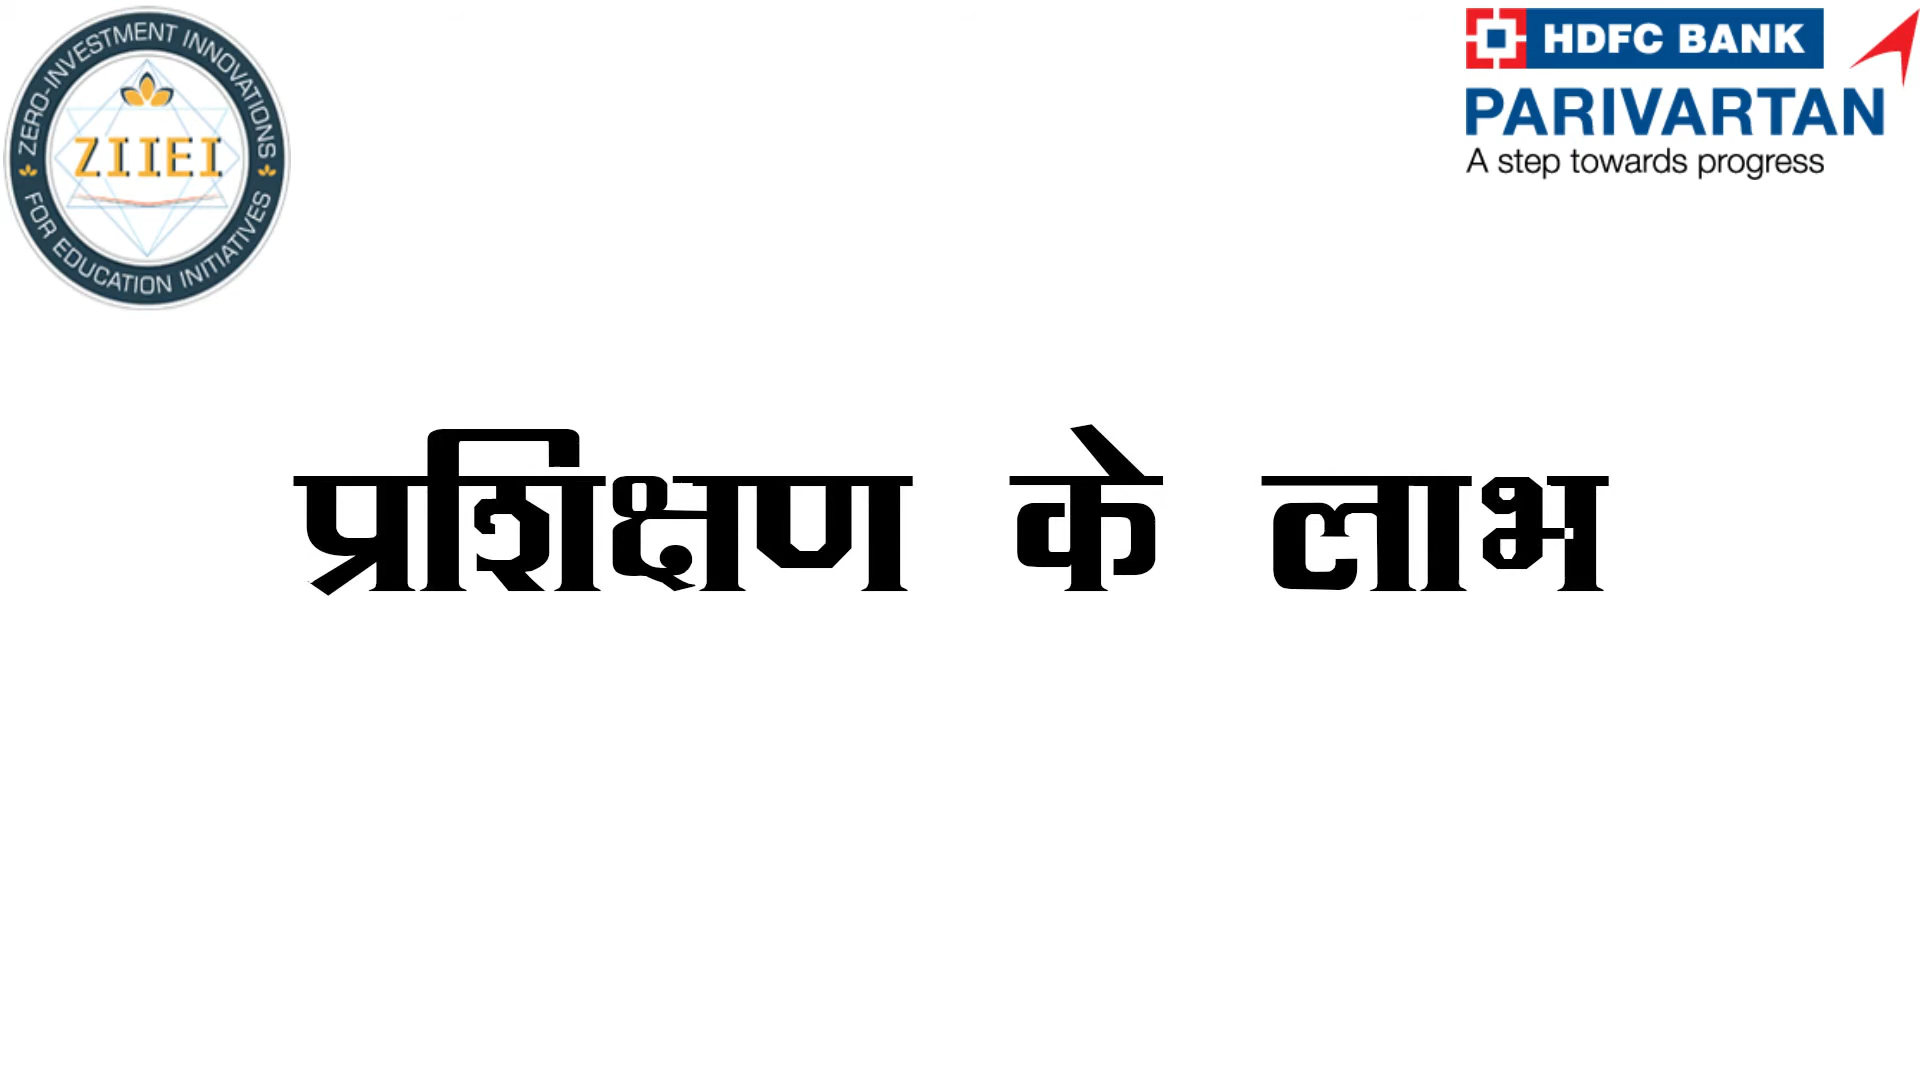 ZERO-INVESTMENT INNOVATIONS
ZIIEI
FOR EDUCATION INITIATIVES
HDFC BANK
PARIVARTAN
A step towards progress
प्रशिक्षण के लाभ